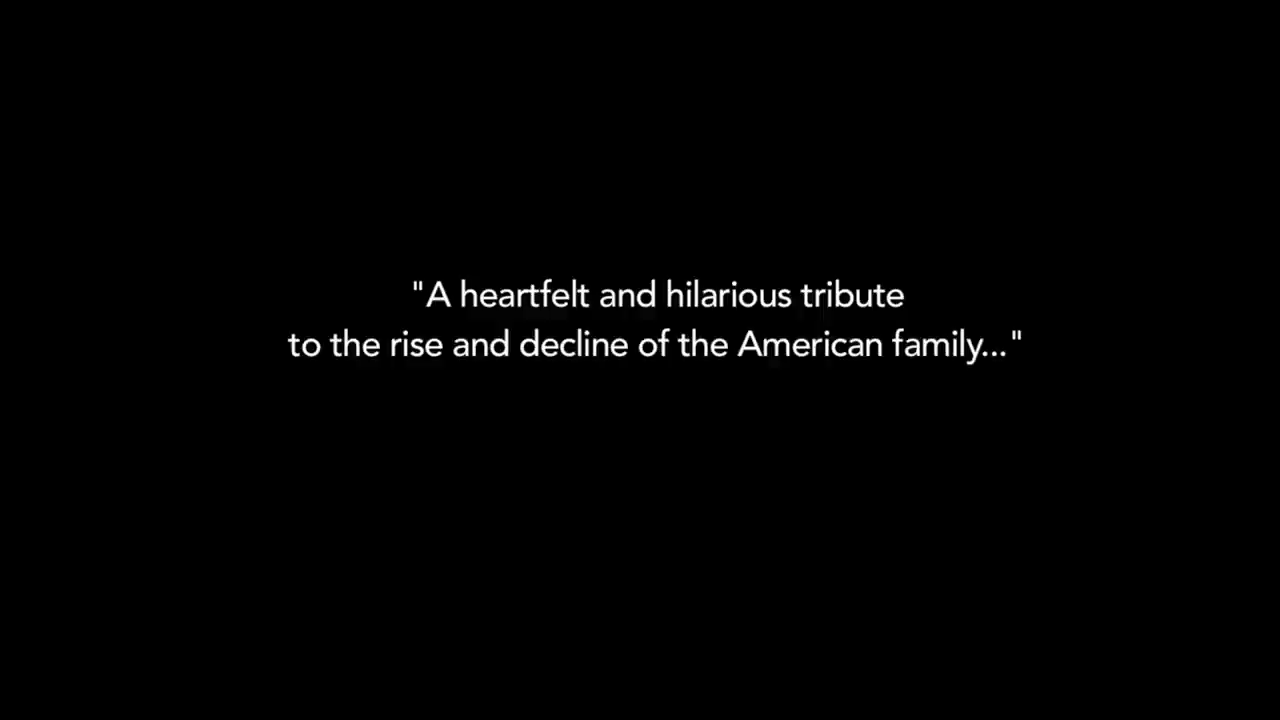 "A heartfelt and hilarious tribute
to the rise and decline of the American family..."